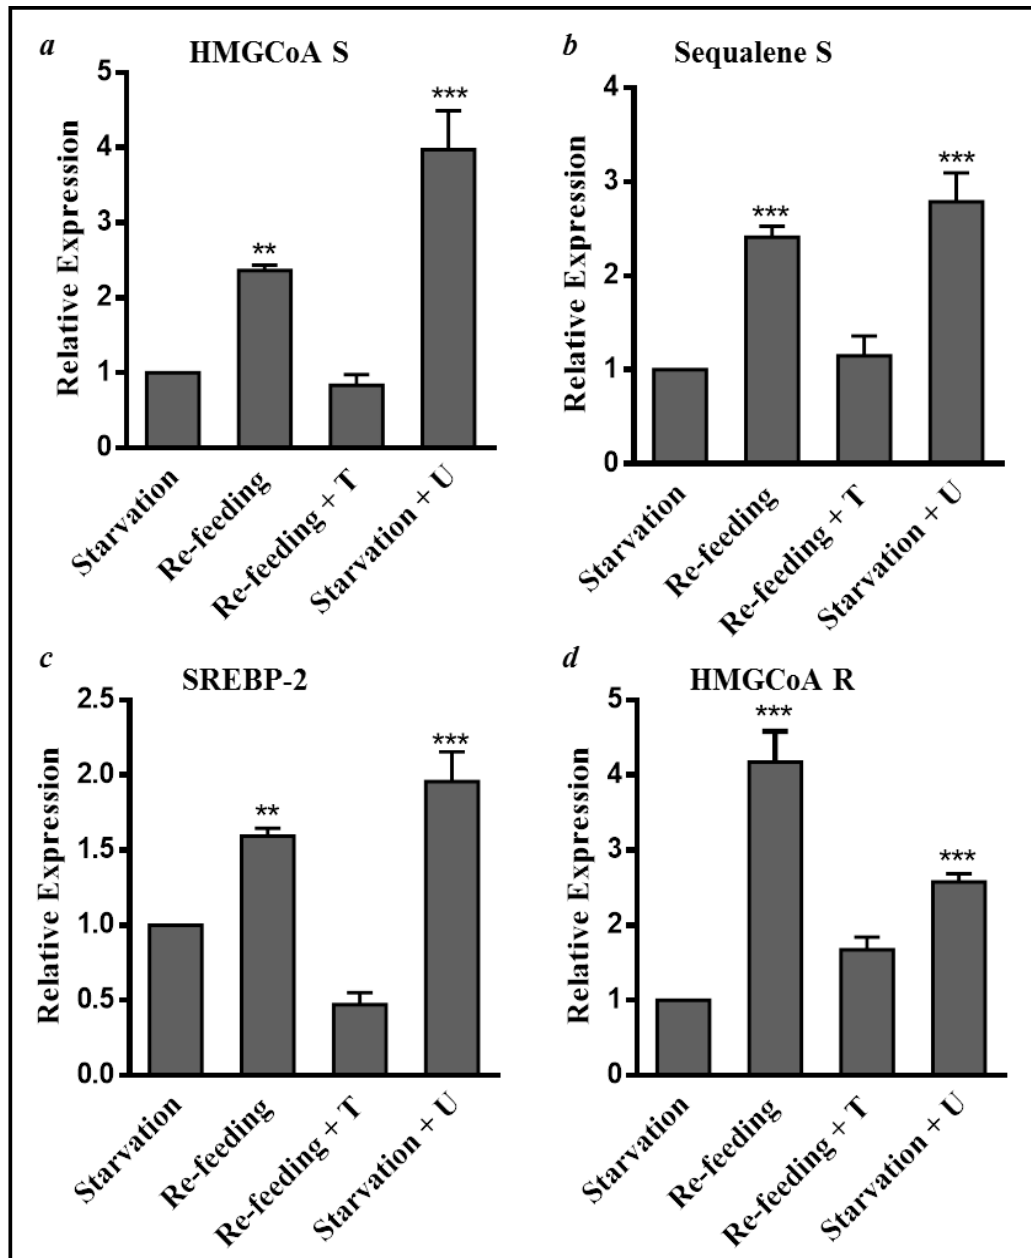 a
HMGCoA S
Relative Expression
5
4
3
2
1
0
**
***
Starvation
Re-feeding
Re-feeding + T
Starvation + U
b
Sequalene S
Relative Expression
4
3
2
1
0
***
***
Starvation
Re-feeding
Re-feeding + T
Starvation + U
c
SREBP-2
Relative Expression
2.5
2.0
1.5
1.0
0.5
0.0
**
***
Starvation
Re-feeding
Re-feeding + T
Starvation + U
d
HMGCoA R
Relative Expression
5
4
3
2
1
0
***
***
Starvation
Re-feeding
Re-feeding + T
Starvation + U